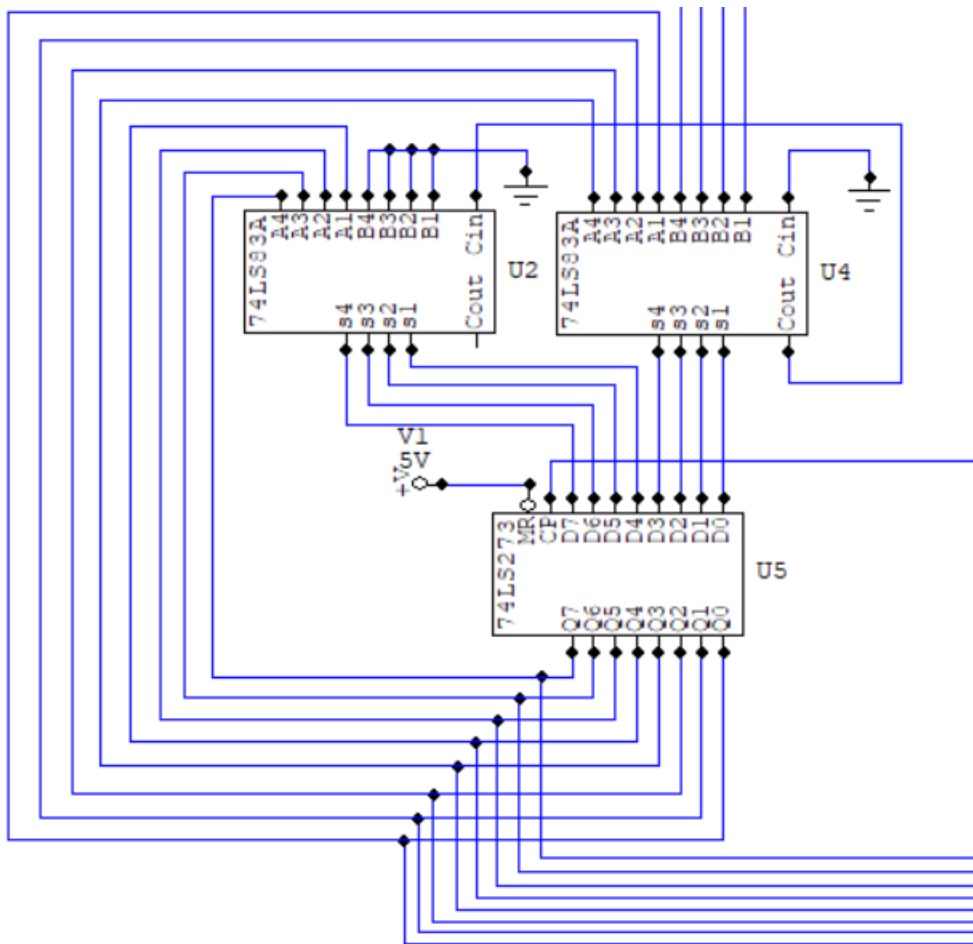 A4 A3 A2 A1 B4 B3 B2 B1 Cin
74LS83A
s4 s3 s2 s1 Cout
U2
A4 A3 A2 A1 B4 B3 B2 B1 Cin
74LS83A
s4 s3 s2 s1 Cout
U4
V1
5V
+V
MR CP D7 D6 D5 D4 D3 D2 D1 D0
74LS273
Q7 Q6 Q5 Q4 Q3 Q2 Q1 Q0
U5